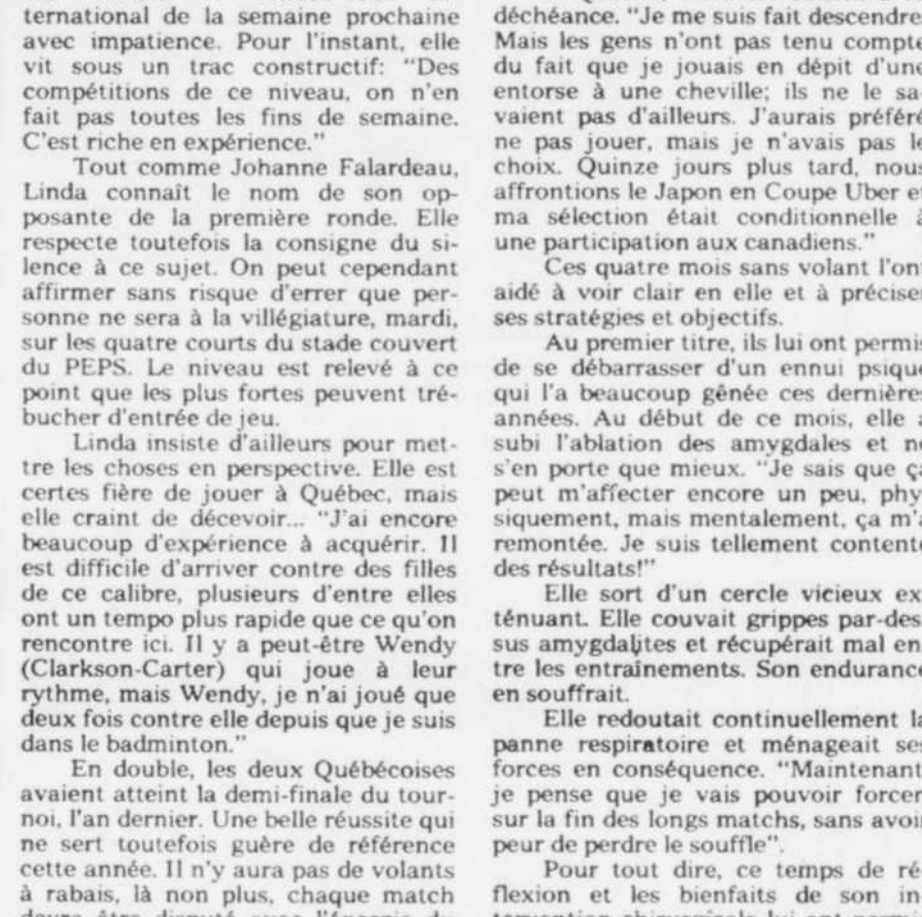 ternational de la semaine prochaine
avec impatience. Pour l'instant, elle
vit sous un trac constructif: "Des
compétitions de ce niveau, on n'en
fait pas toutes les fins de semaine.
C'est riche en expérience."
Tout comme Johanne Falardeau,
Linda connaît le nom de son op-
posante de la première ronde. Elle
respecte toutefois la consigne du si-
lence à ce sujet. On peut cependant
affirmer sans risque d'errer que per-
sonne ne sera à la villégiature, mardi,
sur les quatre courts du stade couvert
du PEPS. Le niveau est relevé à ce
point que les plus fortes peuvent tré-
bucher d'entrée de jeu.
Linda insiste d'ailleurs pour met-
tre les choses en perspective. Elle est
certes fière de jouer à Québec, mais
elle craint de décevoir... "J'ai encore
beaucoup d'expérience à acquérir. Il
est difficile d'arriver contre des filles
de ce calibre, plusieurs d'entre elles
ont un tempo plus rapide que ce qu'on
rencontre ici. Il y a peut-être Wendy
(Clarkson-Carter) qui joue à leur
rythme, mais Wendy, je n'ai joué que
deux fois contre elle depuis que je suis
dans le badminton."
En double, les deux Québécoises
avaient atteint la demi-finale du tour-
noi, l'an dernier. Une belle réussite qui
ne sert toutefois guère de référence
cette année. Il n'y aura pas de volants
à rabais, là non plus, chaque match
déchéance. "Je me suis fait descendre.
Mais les gens n'ont pas tenu compte
du fait que je jouais en dépit d'une
entorse à une cheville; ils ne le sa-
vaient pas d'ailleurs. J'aurais préféré
ne pas jouer, mais je n'avais pas le
choix. Quinze jours plus tard, nous
affrontions le Japon en Coupe Uber et
ma sélection était conditionnelle à
une participation aux canadiens."
Ces quatre mois sans volant l'ont
aidé à voir clair en elle et à préciser
ses stratégies et objectifs.
Au premier titre, ils lui ont permis
de se débarrasser d'un ennui psique
qui l'a beaucoup gênée ces dernières
années. Au début de ce mois, elle a
subi l'ablation des amygdales et ne
s'en porte que mieux. "Je sais que ça
peut m'affecter encore un peu, phy
siquement, mais mentalement, ça m'a
remontée. Je suis tellement contente
des résultats!"
Elle sort d'un cercle vicieux ex
ténuant. Elle couvait grippes par-des
sus amygdalites et récupérait mal en
tre les entraînements. Son endurance
en souffrait.
Elle redoutait continuellement la
panne respiratoire et ménageait ses
forces en conséquence. "Maintenant
je pense que je vais pouvoir forcer
sur la fin des longs matchs, sans avoir
peur de perdre le souffle".
Pour tout dire, ce temps de ré
flexion et les bienfaits de son in